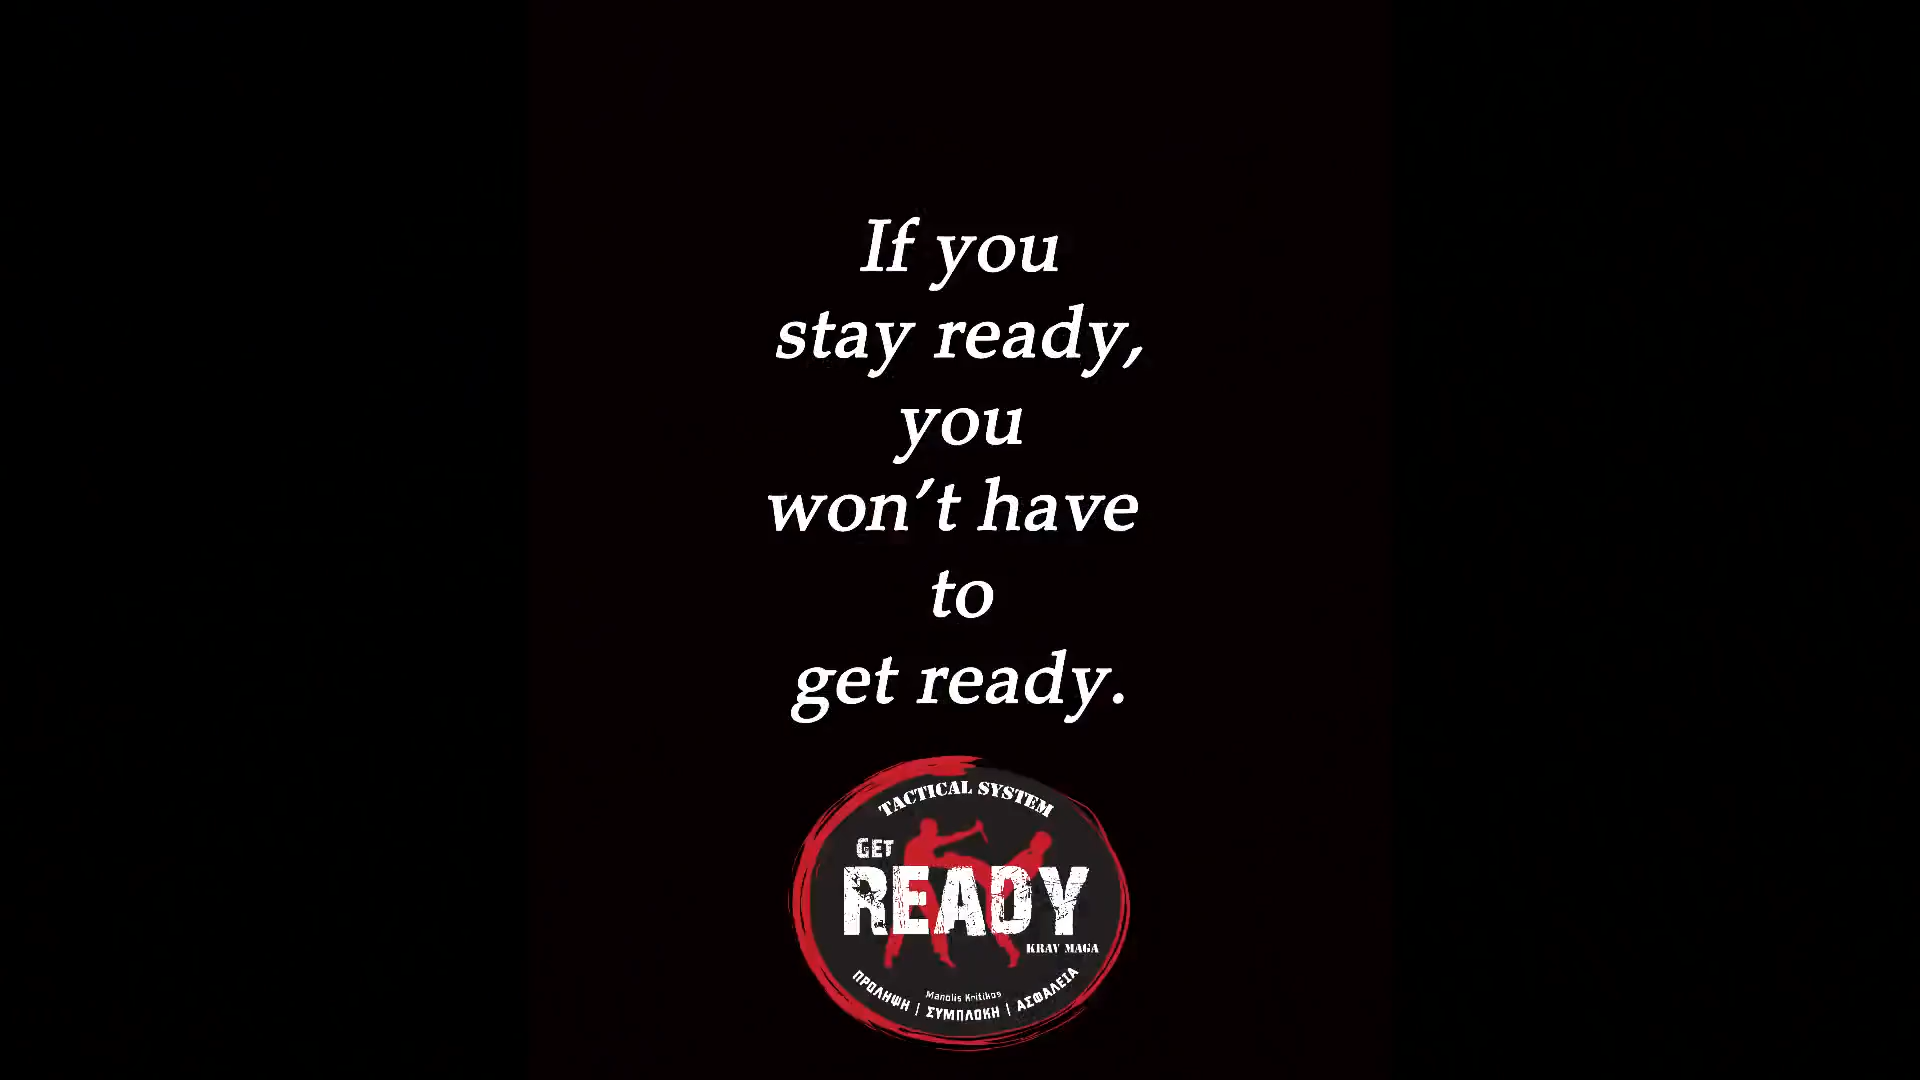 If you
stay ready,
you
won’t have
to
get ready.
TACTICAL SYSTEM
GET
READY
KRAV MAGA
Manolis Kritikos
ΠΡΟΛΗΨΗ | ΣΥΜΠΛΟΚΗ | ΑΣΦΑΛΕΙΑ